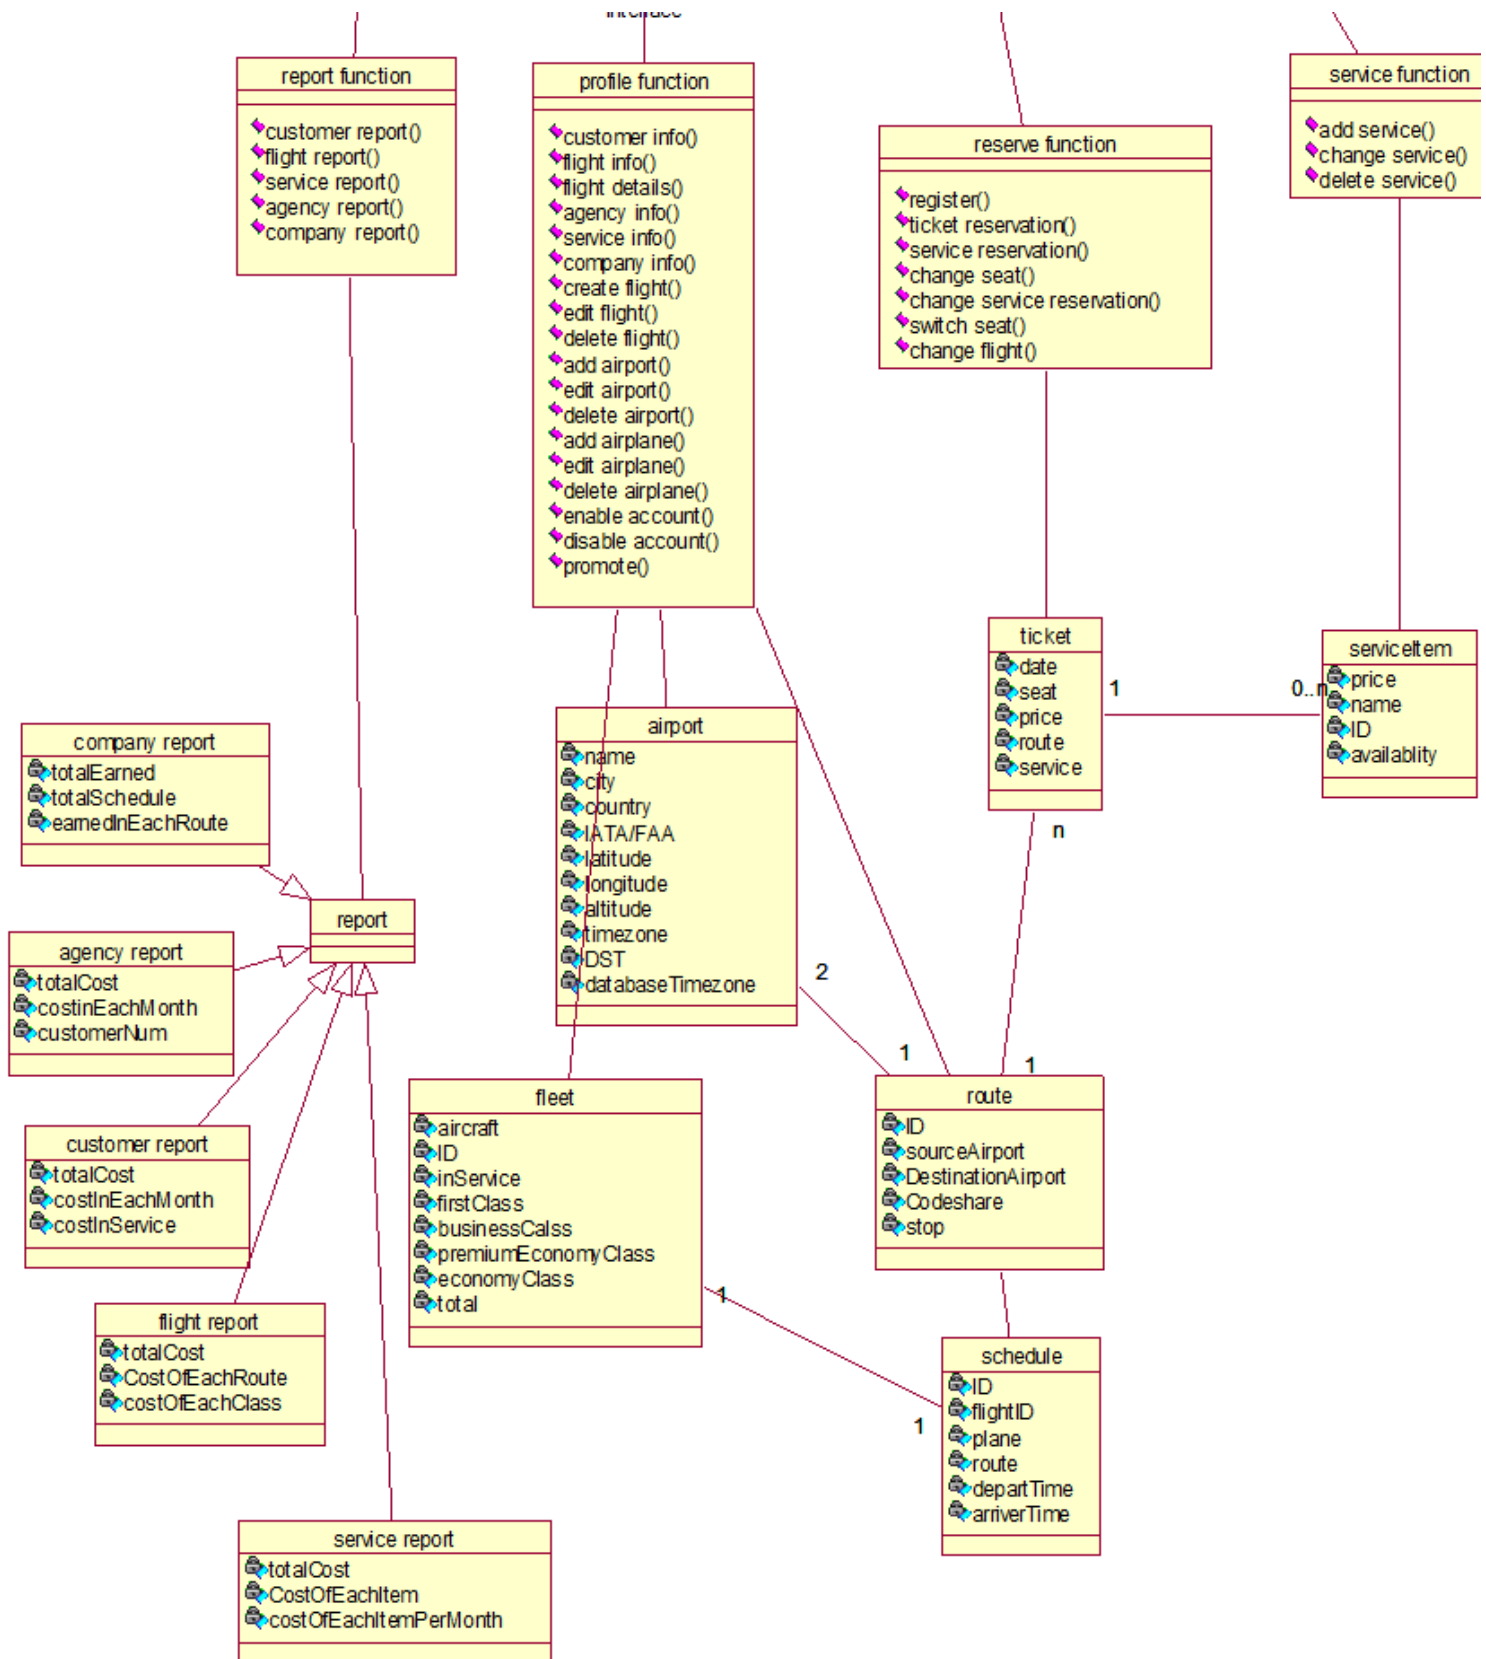 interface
report function
customer report()
flight report()
service report()
agency report()
company report()
profile function
customer info()
flight info()
flight details()
agency info()
service info()
company info()
create flight()
edit flight()
delete flight()
add airport()
edit airport()
delete airport()
add airplane()
edit airplane()
delete airplane()
enable account()
disable account()
promote()
reserve function
register()
ticket reservation()
service reservation()
change seat()
change service reservation()
switch seat()
change flight()
service function
add service()
change service()
delete service()
ticket
date
seat
price
route
service
1
0..n
serviceItem
price
name
ID
availablity
n
company report
totalEarned
totalSchedule
earnedInEachRoute
report
agency report
totalCost
costinEachMonth
customerNum
airport
name
city
country
IATA/FAA
latitude
longitude
altitude
timezone
DST
databaseTimezone
2
1
1
customer report
totalCost
costInEachMonth
costInService
fleet
aircraft
ID
inService
firstClass
businessCalss
premiumEconomyClass
economyClass
total
1
route
ID
sourceAirport
DestinationAirport
Codeshare
stop
flight report
totalCost
CostOfEachRoute
costOfEachClass
1
schedule
ID
flightID
plane
route
departTime
arriverTime
service report
totalCost
CostOfEachItem
costOfEachItemPerMonth